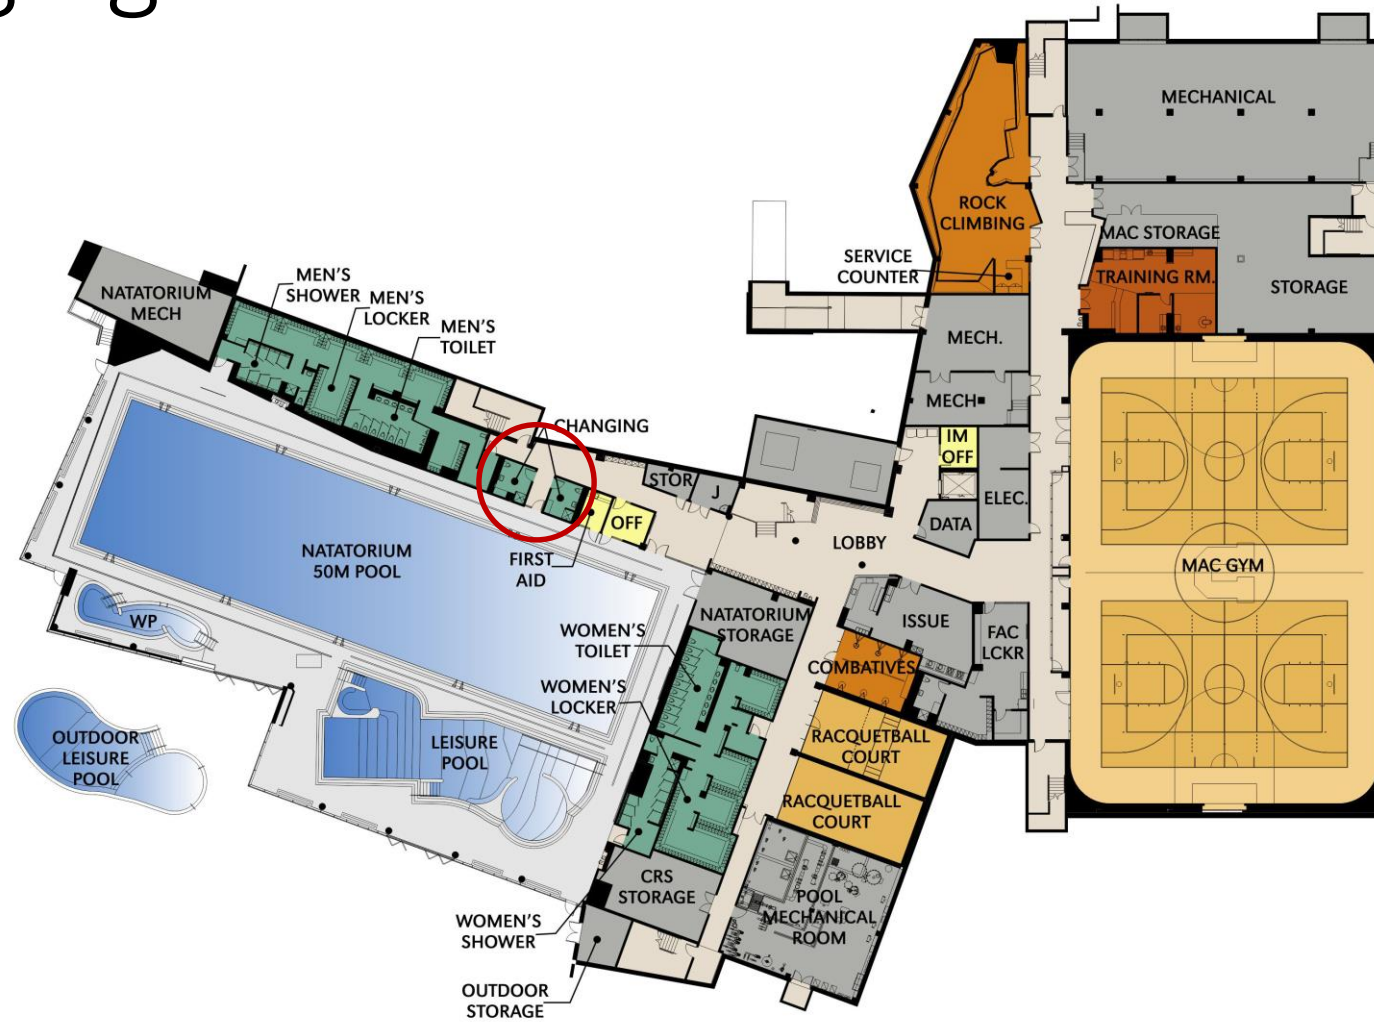 MECHANICAL
ROCK
CLIMBING
MAC STORAGE
SERVICE
COUNTER
TRAINING RM.
STORAGE
NATATORIUM
MECH
MEN'S
SHOWER
MEN'S
LOCKER
MEN'S
TOILET
MECH.
MECH
CHANGING
IM
OFF
STOR
J
ELEC.
OFF
DATA
LOBBY
FIRST
AID
NATATORIUM
50M POOL
MAC GYM
WP
NATATORIUM
STORAGE
ISSUE
FAC
LCKR
WOMEN'S
TOILET
COMBATIVES
WOMEN'S
LOCKER
OUTDOOR
LEISURE
POOL
LEISURE
POOL
RACQUETBALL
COURT
RACQUETBALL
COURT
CRS
STORAGE
POOL
MECHANICAL
ROOM
WOMEN'S
SHOWER
OUTDOOR
STORAGE